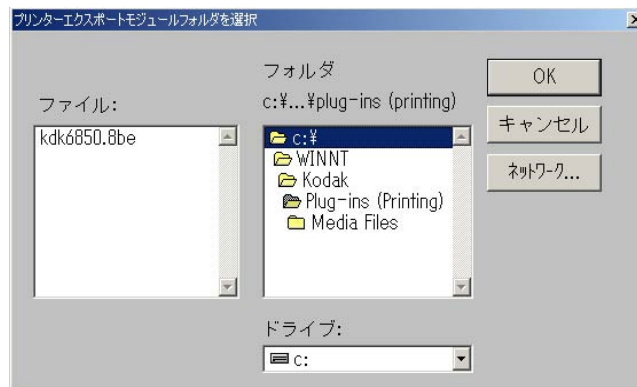 プリンターエクスポートモジュールフォルダを選択
ファイル:
kdk6850.8be
フォルダ
c:¥...¥plug-ins (printing)
c:¥
WINNT
Kodak
Plug-ins (Printing)
Media Files
ドライブ:
c:
OK
キャンセル
ネットワーク...